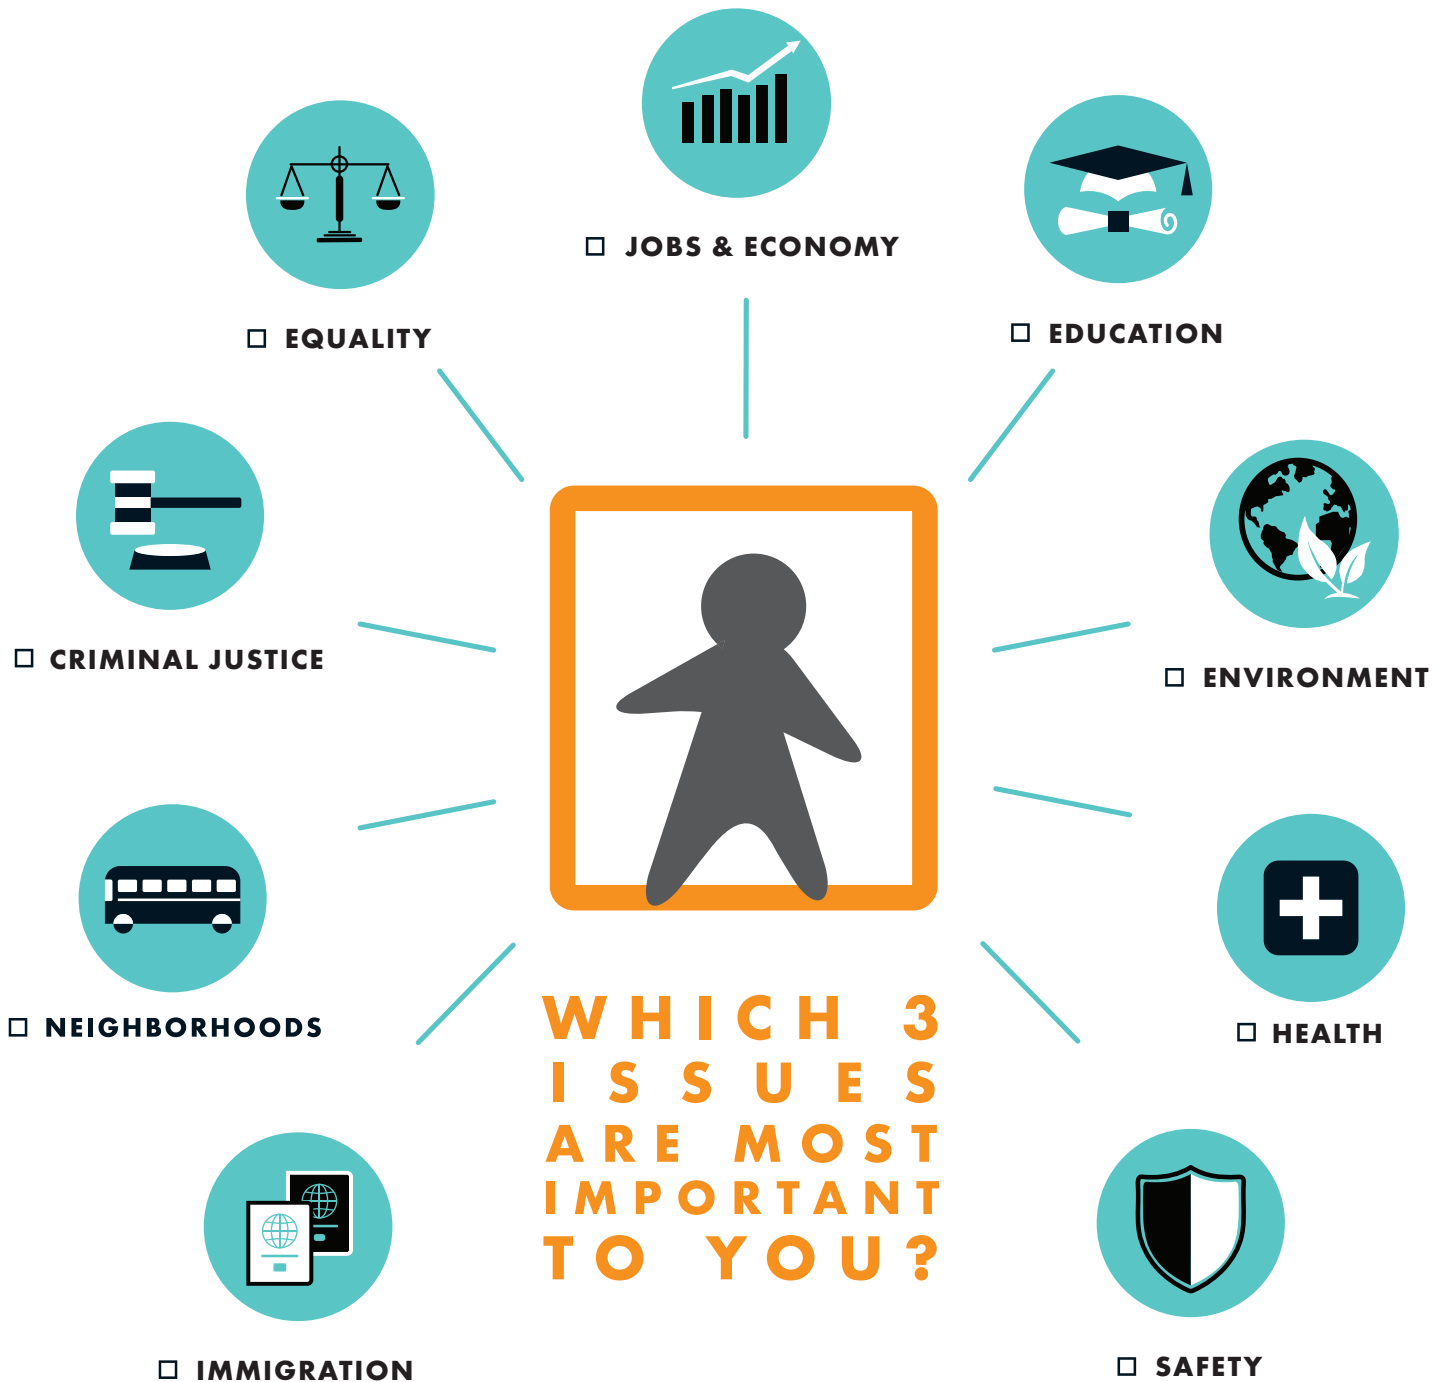 ☐ JOBS & ECONOMY
☐ EQUALITY
☐ EDUCATION
☐ CRIMINAL JUSTICE
☐ ENVIRONMENT
☐ NEIGHBORHOODS
☐ HEALTH
☐ IMMIGRATION
☐ SAFETY
WHICH 3
ISSUES
ARE MOST
IMPORTANT
TO YOU?